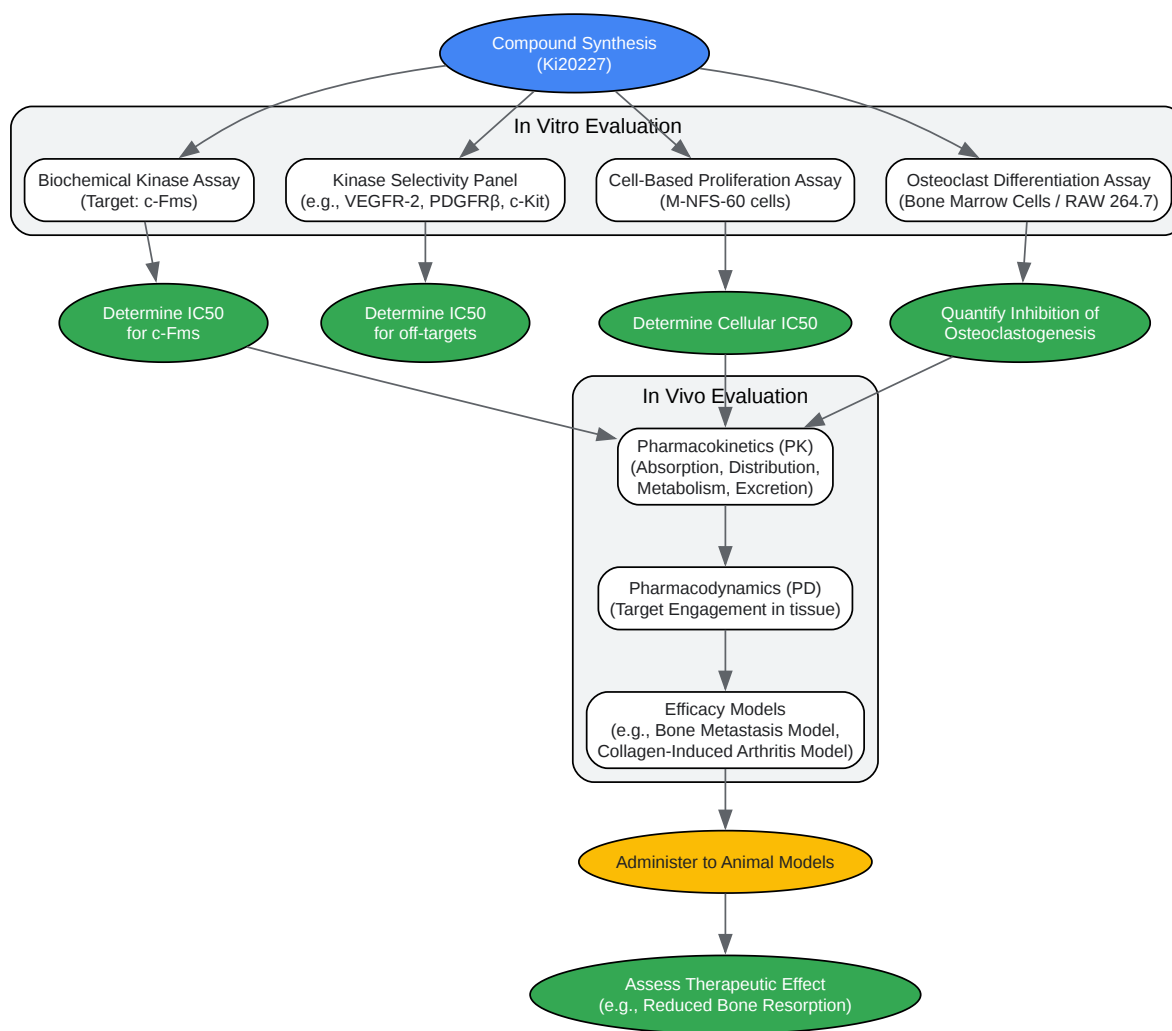 Compound Synthesis
(Ki20227)
In Vitro Evaluation
Biochemical Kinase Assay
(Target: c-Fms)
Kinase Selectivity Panel
(e.g., VEGFR-2, PDGFRβ, c-Kit)
Cell-Based Proliferation Assay
(M-NFS-60 cells)
Osteoclast Differentiation Assay
(Bone Marrow Cells / RAW 264.7)
Determine IC50
for c-Fms
Determine IC50
for off-targets
Determine Cellular IC50
Quantify Inhibition of
Osteoclastogenesis
In Vivo Evaluation
Pharmacokinetics (PK)
(Absorption, Distribution,
Metabolism, Excretion)
Pharmacodynamics (PD)
(Target Engagement in tissue)
Efficacy Models
(e.g., Bone Metastasis Model,
Collagen-Induced Arthritis Model)
Administer to Animal Models
Assess Therapeutic Effect
(e.g., Reduced Bone Resorption)